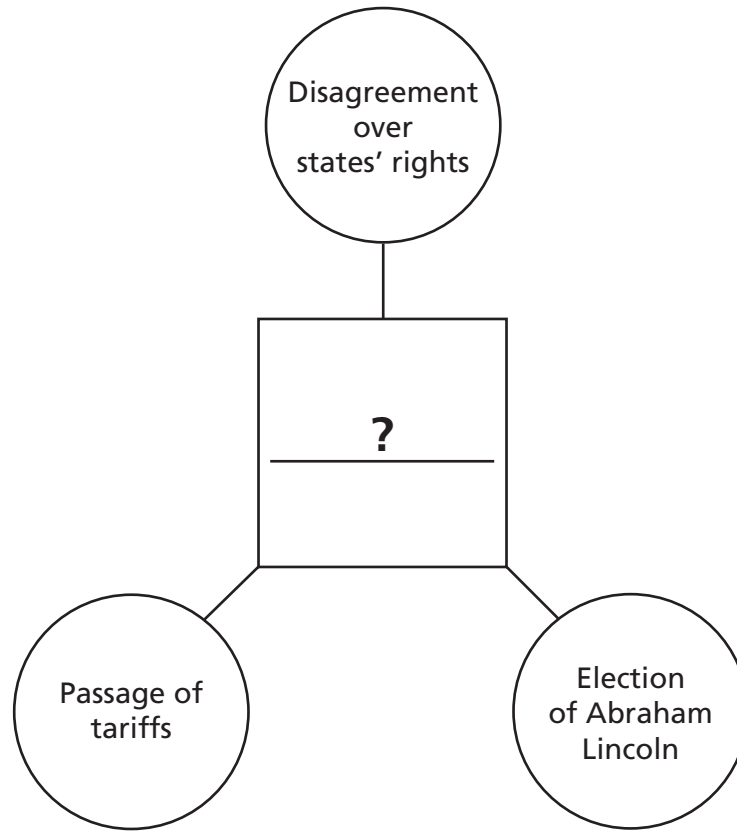 Disagreement
over
states’ rights
?
Passage of
tariffs
Election
of Abraham
Lincoln